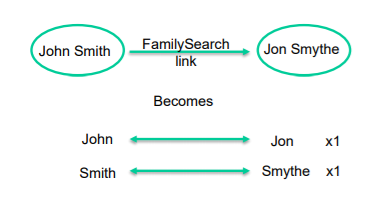 John Smith FamilySearch link Jon Smythe
Becomes
John Jon x1
Smith Smythe x1